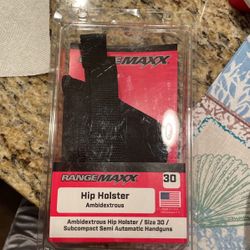 RANGEMAXX
RANGEMAXX
30
Hip Holster
Ambidextrous
Ambidextrous Hip Holster / Size 30 /
Subcompact Semi Automatic Handguns